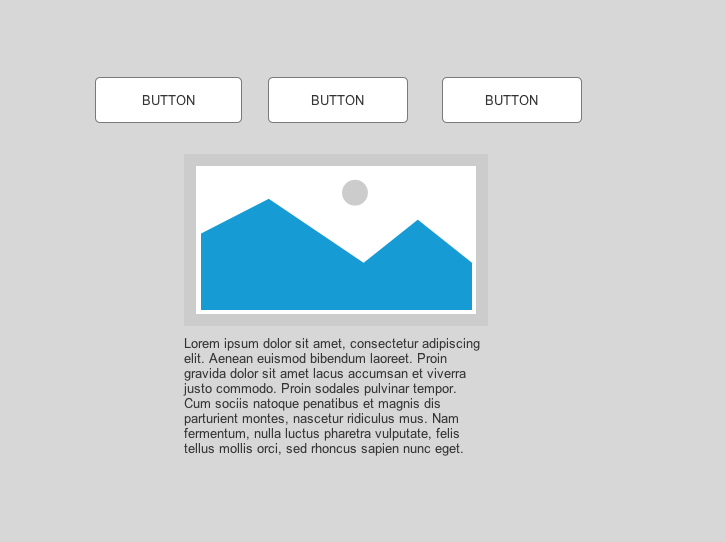 BUTTON BUTTON BUTTON
Lorem ipsum dolor sit amet, consectetur adipiscing
elit. Aenean euismod bibendum laoreet. Proin
gravida dolor sit amet lacus accumsan et viverra
justo commodo. Proin sodales pulvinar tempor.
Cum sociis natoque penatibus et magnis dis
parturient montes, nascetur ridiculus mus. Nam
fermentum, nulla luctus pharetra vulputate, felis
tellus mollis orci, sed rhoncus sapien nunc eget.